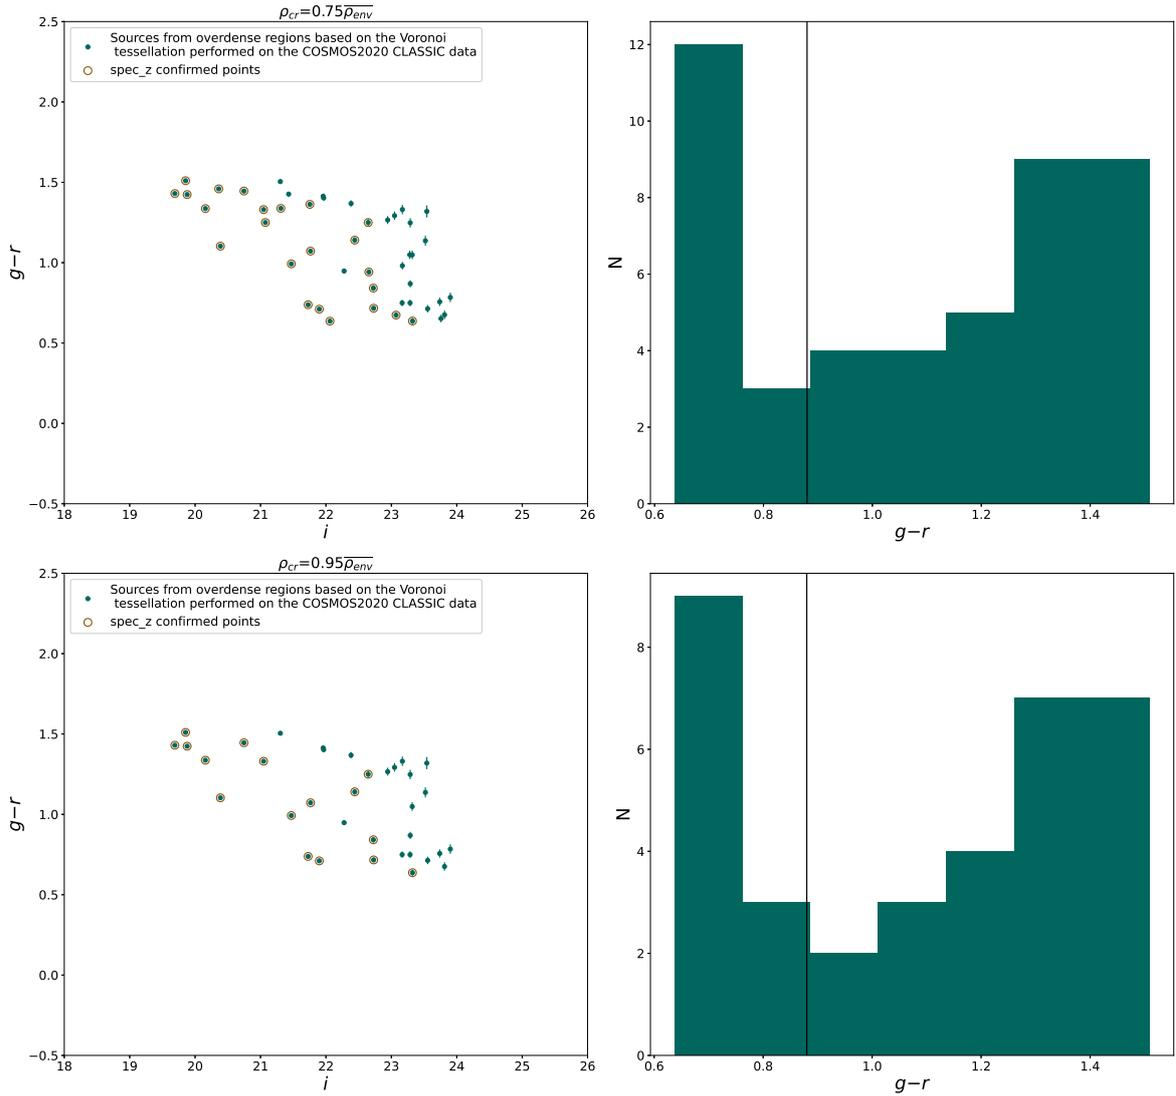 ρ_cr=0.75ρ_env
2.5
2.0
1.5
1.0
0.5
0.0
−0.5
g−r
Sources from overdense regions based on the Voronoi
tessellation performed on the COSMOS2020 CLASSIC data
spec_z confirmed points
18 19 20 21 22 23 24 25 26
i
12
10
8
6
4
2
0
N
0.6 0.8 1.0 1.2 1.4
g−r
ρ_cr=0.95ρ_env
2.5
2.0
1.5
1.0
0.5
0.0
−0.5
g−r
Sources from overdense regions based on the Voronoi
tessellation performed on the COSMOS2020 CLASSIC data
spec_z confirmed points
18 19 20 21 22 23 24 25 26
i
8
6
4
2
0
N
0.6 0.8 1.0 1.2 1.4
g−r